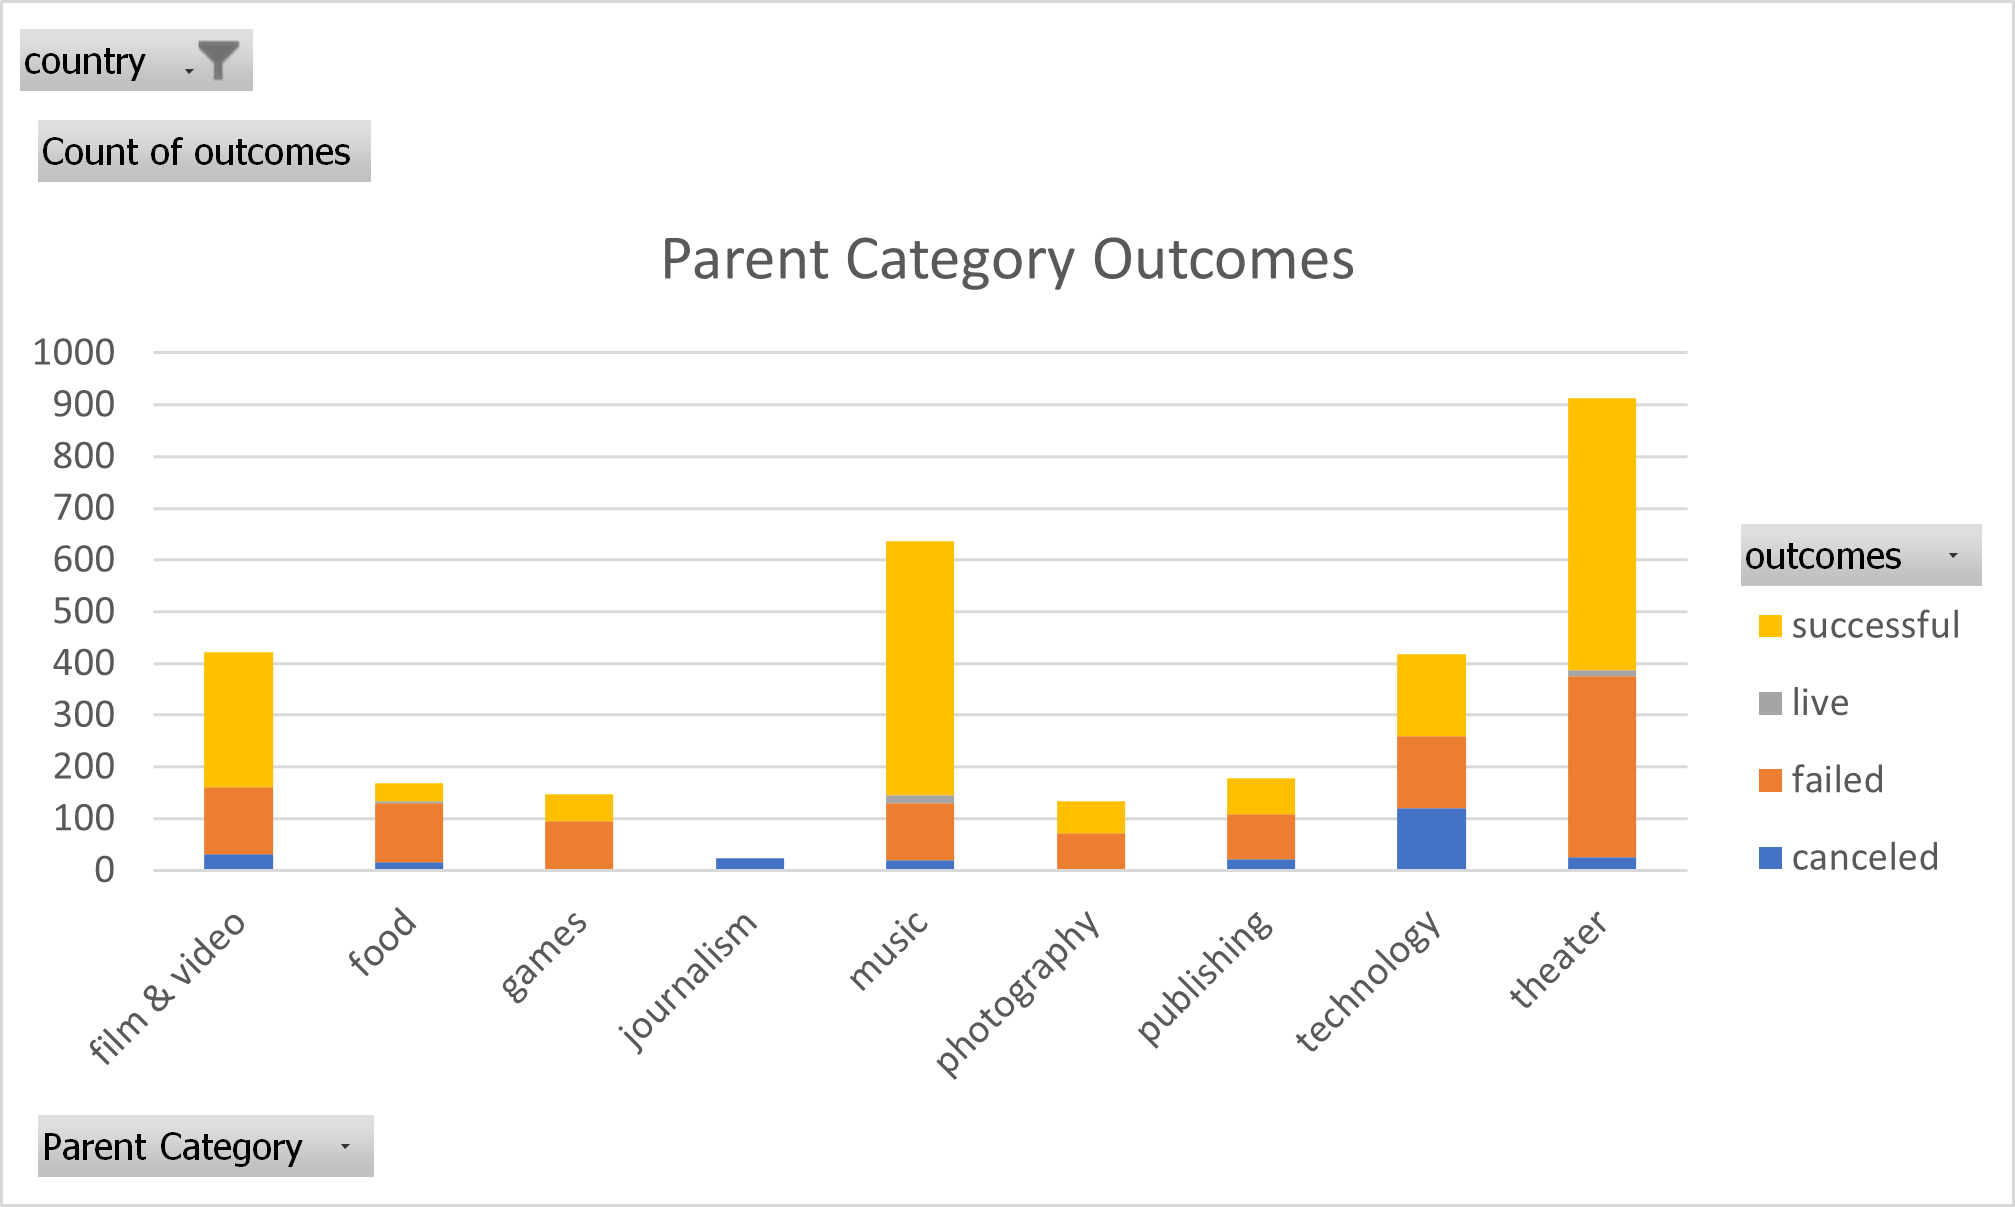 country
Count of outcomes
Parent Category Outcomes
1000
900
800
700
600
500
400
300
200
100
0
film & video
food
games
journalism
music
photography
publishing
technology
theater
outcomes
successful
live
failed
canceled
Parent Category